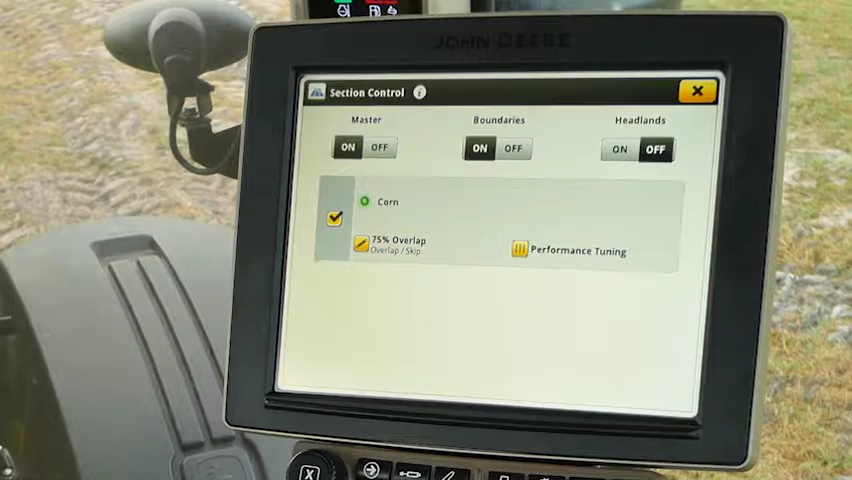 JOHN DEERE
Section Control
Master Boundaries Headlands
ON OFF ON OFF ON OFF
Corn
75% Overlap
Overlap / Skip
Performance Tuning
X